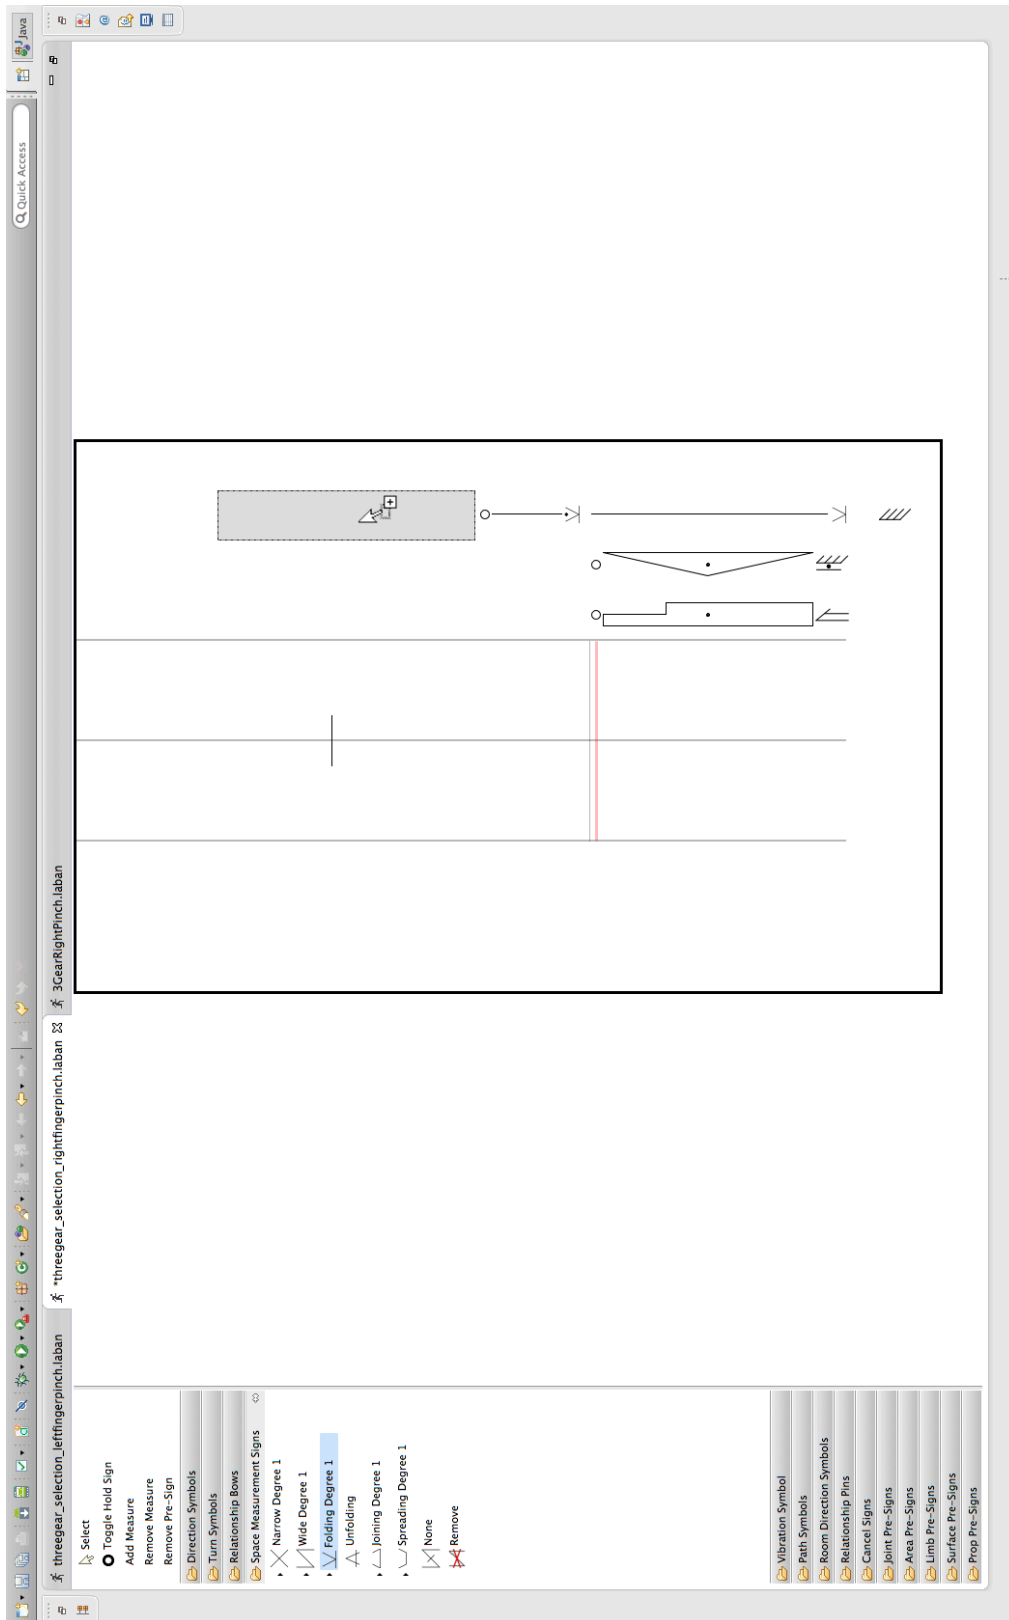 Quick Access
Java
threegear_selection_leftfingerpinch.laban
*threegear_selection_rightfingerpinch.laban
3GearRightPinch.laban
Select
Toggle Hold Sign
Add Measure
Remove Measure
Remove Pre-Sign
Direction Symbols
Turn Symbols
Relationship Bows
Space Measurement Signs
Narrow Degree 1
Wide Degree 1
Folding Degree 1
Unfolding
Joining Degree 1
Spreading Degree 1
None
Remove
Vibration Symbol
Path Symbols
Room Direction Symbols
Relationship Pins
Cancel Signs
Joint Pre-Signs
Area Pre-Signs
Limb Pre-Signs
Surface Pre-Signs
Prop Pre-Signs